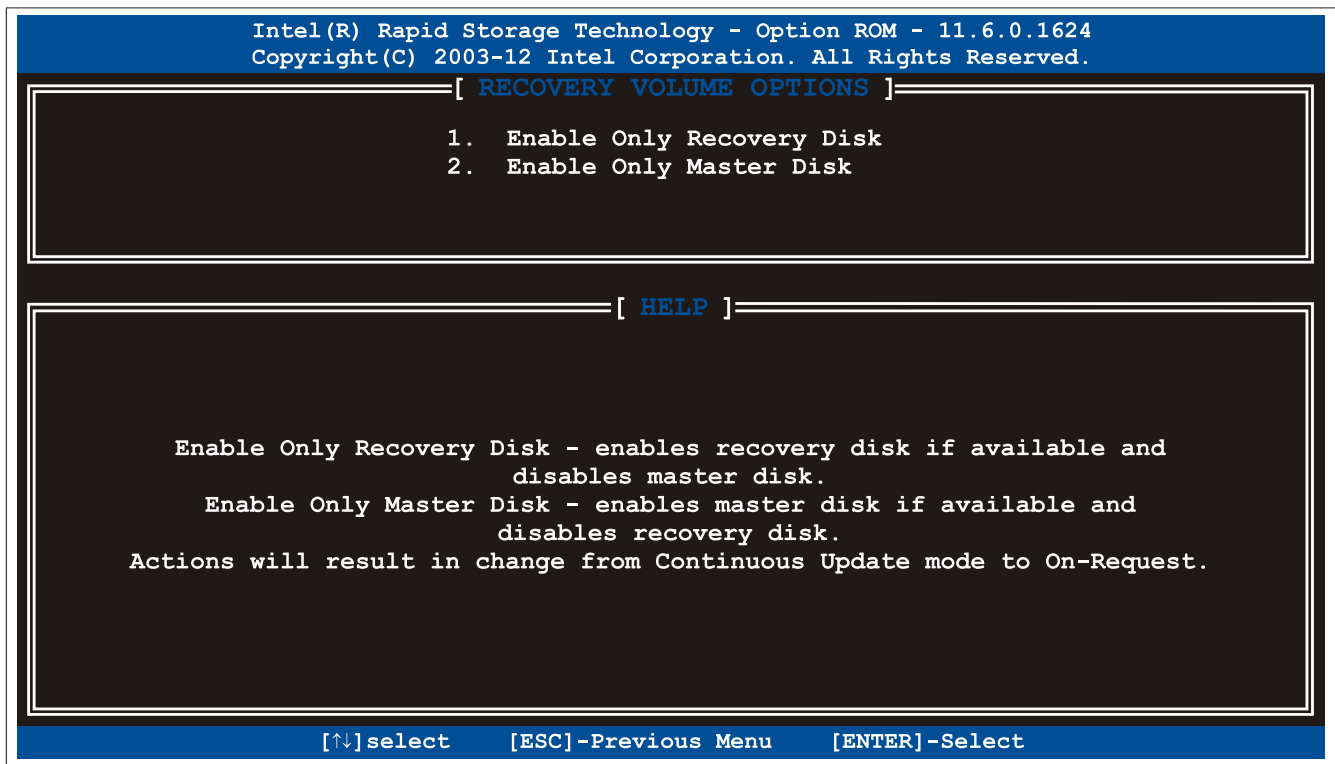 Intel(R) Rapid Storage Technology - Option ROM - 11.6.0.1624
Copyright(C) 2003-12 Intel Corporation. All Rights Reserved.
[ RECOVERY VOLUME OPTIONS ]
1. Enable Only Recovery Disk
2. Enable Only Master Disk
[ HELP ]
Enable Only Recovery Disk - enables recovery disk if available and
disables master disk.
Enable Only Master Disk - enables master disk if available and
disables recovery disk.
Actions will result in change from Continuous Update mode to On-Request.
[↑↓]select [ESC]-Previous Menu [ENTER]-Select